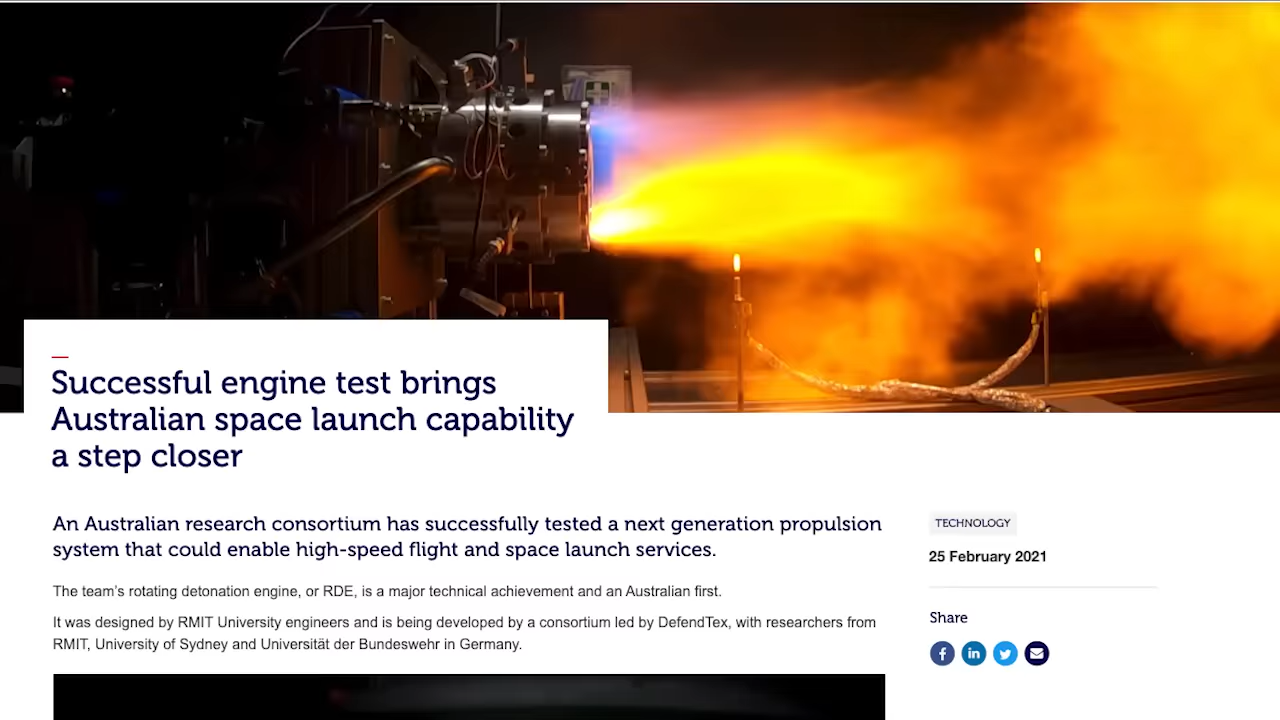 Successful engine test brings
Australian space launch capability
a step closer
An Australian research consortium has successfully tested a next generation propulsion
system that could enable high-speed flight and space launch services.
The team's rotating detonation engine, or RDE, is a major technical achievement and an Australian first.
It was designed by RMIT University engineers and is being developed by a consortium led by DefendTex, with researchers from
RMIT, University of Sydney and Universität der Bundeswehr in Germany.
TECHNOLOGY
25 February 2021
Share